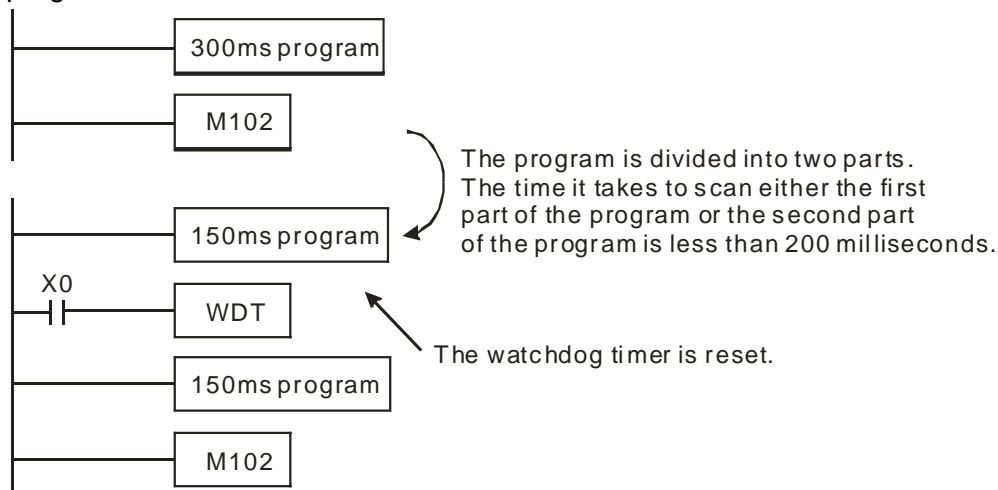 300ms program
M102
The program is divided into two parts.
The time it takes to scan either the first
part of the program or the second part
of the program is less than 200 milliseconds.
150ms program
X0
WDT
The watchdog timer is reset.
150ms program
M102